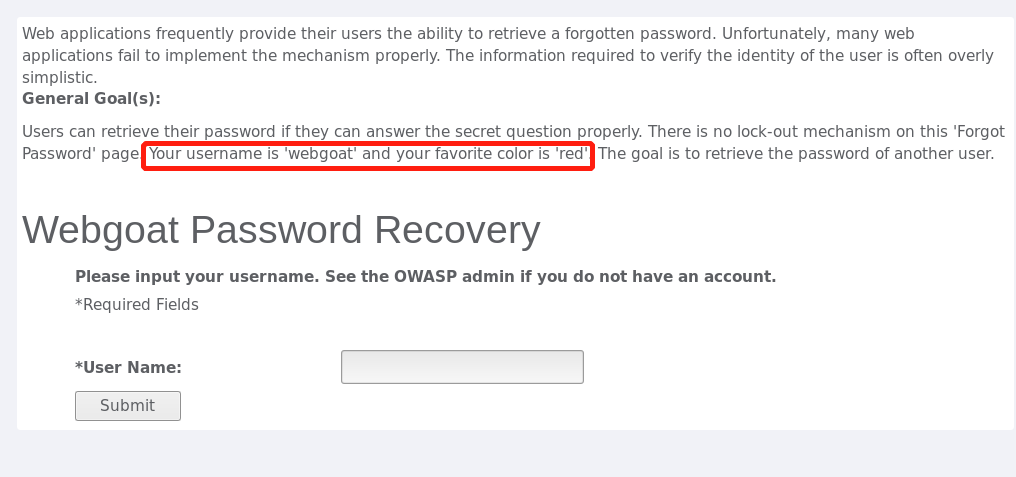 Web applications frequently provide their users the ability to retrieve a forgotten password. Unfortunately, many web
applications fail to implement the mechanism properly. The information required to verify the identity of the user is often overly
simplistic.
General Goal(s):
Users can retrieve their password if they can answer the secret question properly. There is no lock-out mechanism on this 'Forgot
Password' page. Your username is 'webgoat' and your favorite color is 'red'. The goal is to retrieve the password of another user.
Webgoat Password Recovery
Please input your username. See the OWASP admin if you do not have an account.
*Required Fields
*User Name:
Submit